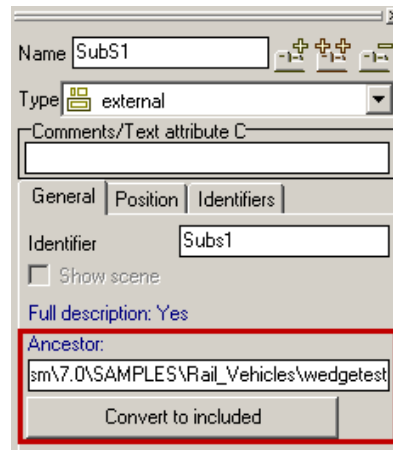 Name SubS1
Type external
Comments/Text attribute C
General Position Identifiers
Identifier Subs1
Show scene
Full description: Yes
Ancestor:
sm\7.0\SAMPLES\Rail_Vehicles\wedgetest
Convert to included